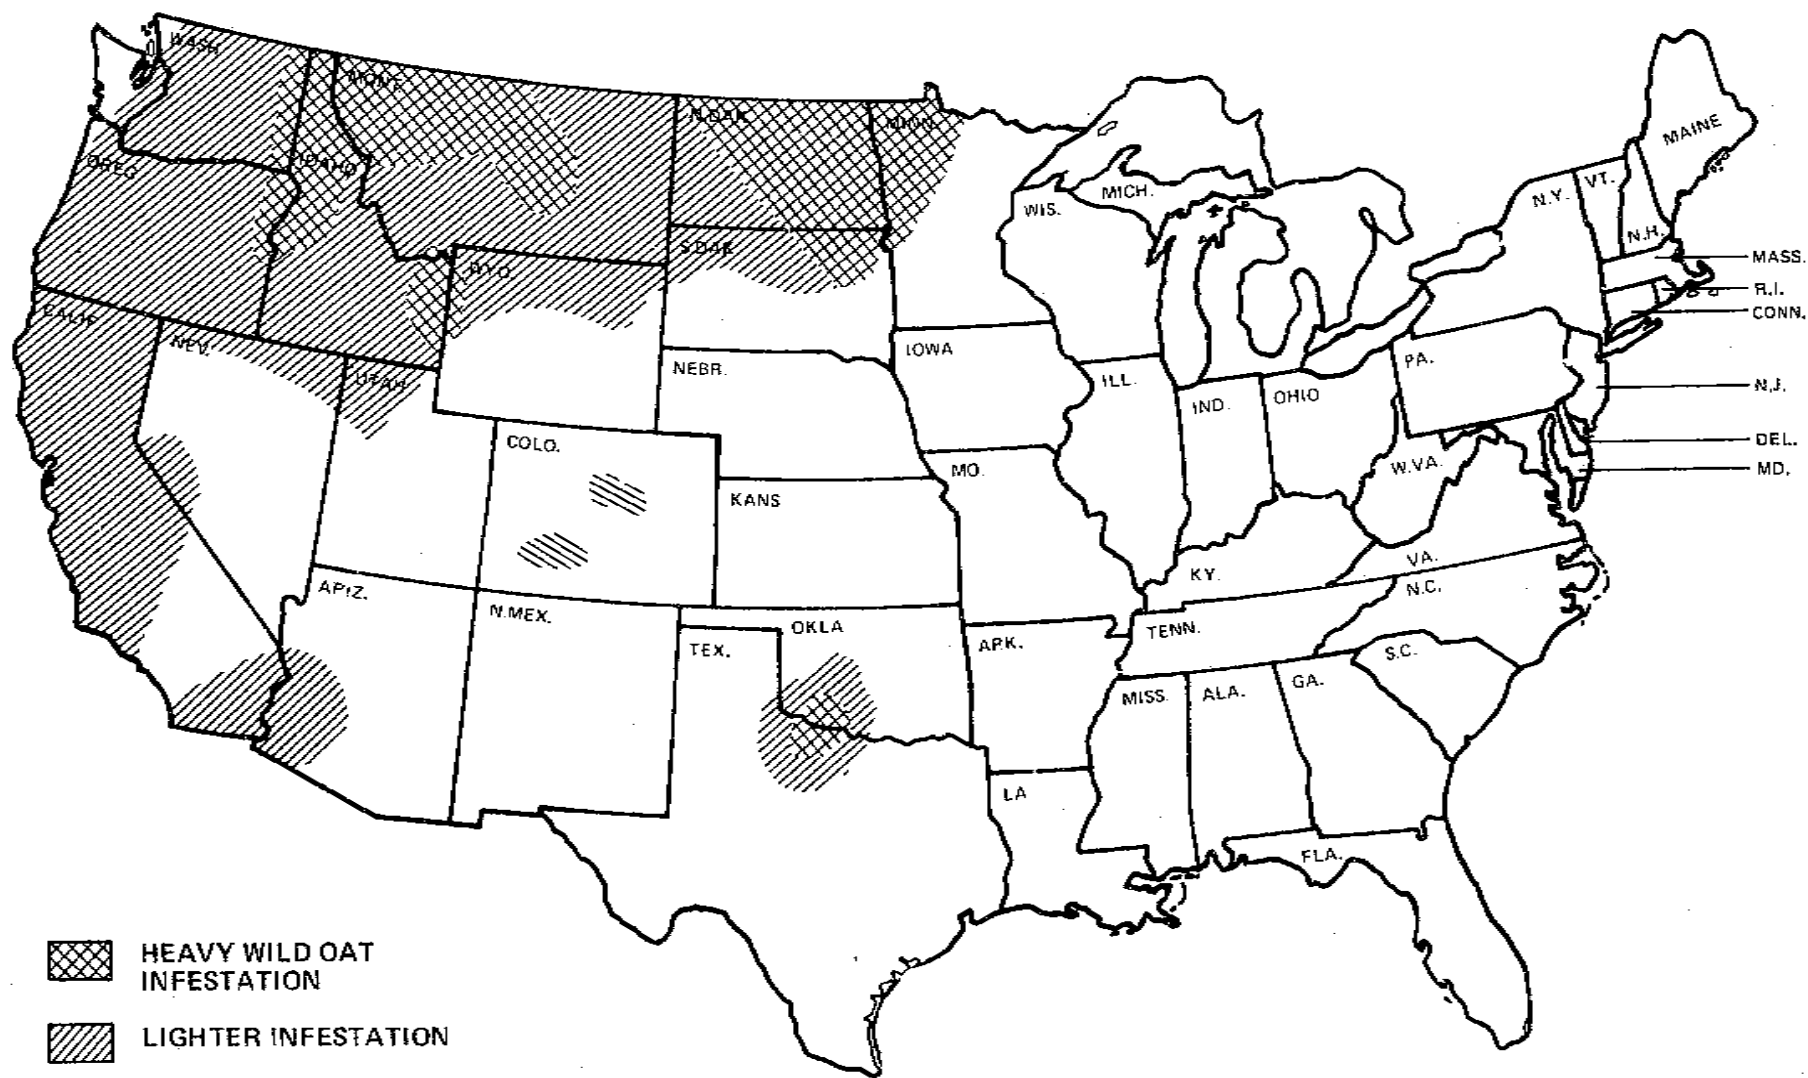 WASH
MONT.
N.DAK
MINN.
MAINE
OREG
IDAHO
MICH.
WIS.
N.Y.
VT.
N.H.
S.DAK
WYO.
MASS.
R.I.
CONN.
CALIF
NEV.
IOWA
PA.
NEBR.
UTAH
ILL.
IND.
OHIO
N.J.
COLO.
DEL.
MO.
W.VA.
MD.
KANS
VA.
KY.
N.C.
ARIZ.
N.MEX.
OKLA
TENN.
TEX.
ARK.
S.C.
MISS.
ALA.
GA.
LA
FLA.
HEAVY WILD OAT
INFESTATION
LIGHTER INFESTATION